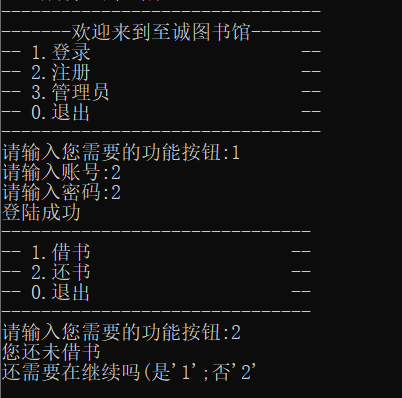 --------------------------------
-------欢迎来到至诚图书馆-------
-- 1.登录                     --
-- 2.注册                     --
-- 3.管理员                   --
-- 0.退出                     --
--------------------------------
请输入您需要的功能按钮:1
请输入账号:2
请输入密码:2
登陆成功
-------------------------------
-- 1.借书                    --
-- 2.还书                    --
-- 0.退出                    --
-------------------------------
请输入您需要的功能按钮:2
您还未借书
还需要在继续吗(是'1';否'2'